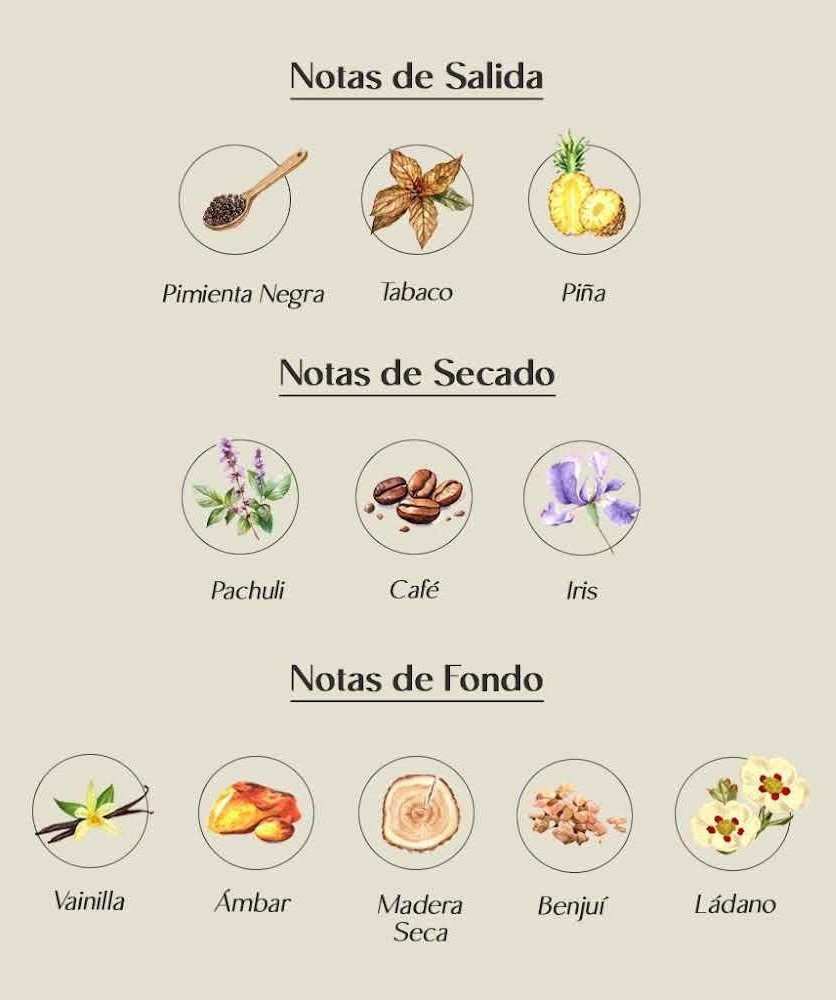 Notas de Salida
Pimienta Negra
Tabaco
Piña
Notas de Secado
Pachuli
Café
Iris
Notas de Fondo
Vainilla
Ámbar
Madera
Seca
Benjuí
Ládano